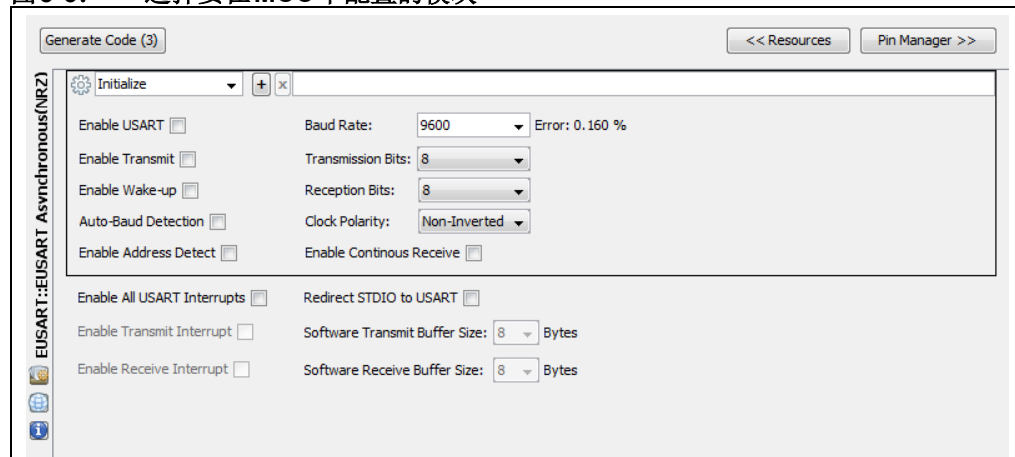 Generate Code (3)
<< Resources
Pin Manager >>
EUSART::EUSART Asynchronous(NRZ)
Initialize
+
x
Enable USART
Baud Rate:
9600
Error: 0.160 %
Enable Transmit
Transmission Bits:
8
Enable Wake-up
Reception Bits:
8
Auto-Baud Detection
Clock Polarity:
Non-Inverted
Enable Address Detect
Enable Continous Receive
Enable All USART Interrupts
Redirect STDIO to USART
Enable Transmit Interrupt
Software Transmit Buffer Size:
8
Bytes
Enable Receive Interrupt
Software Receive Buffer Size:
8
Bytes